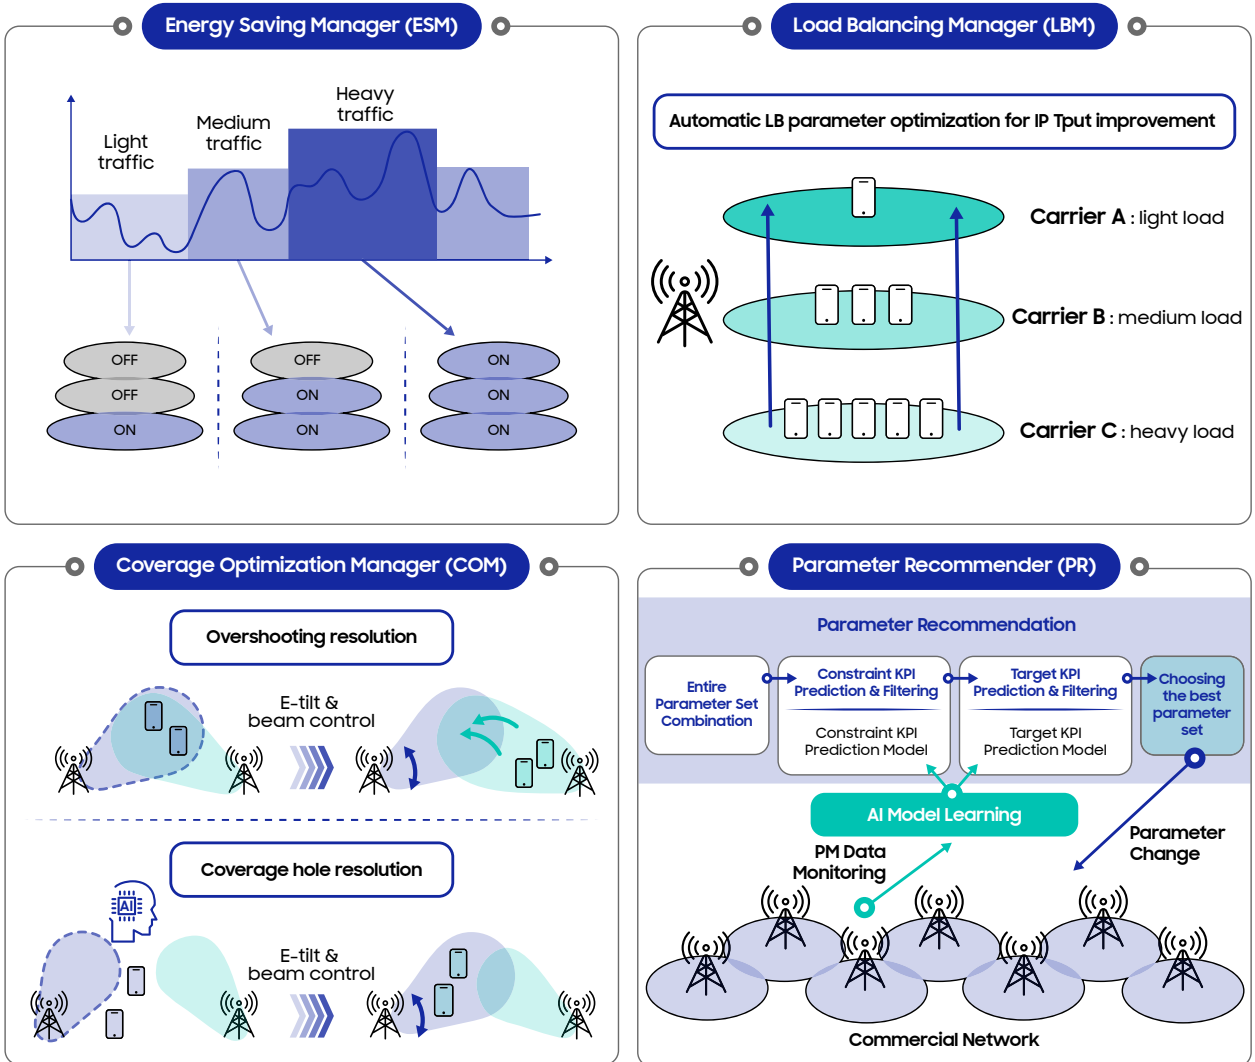 Energy Saving Manager (ESM)
Heavy
traffic
Medium
traffic
Light
traffic
OFF
OFF
ON
OFF
ON
ON
ON
ON
ON
Load Balancing Manager (LBM)
Automatic LB parameter optimization for IP Tput improvement
Carrier A : light load
Carrier B : medium load
Carrier C : heavy load
Coverage Optimization Manager (COM)
Overshooting resolution
E-tilt &
beam control
Coverage hole resolution
AI
E-tilt &
beam control
Parameter Recommender (PR)
Parameter Recommendation
Entire
Parameter Set
Combination
Constraint KPI
Prediction & Filtering
Constraint KPI
Prediction Model
Target KPI
Prediction & Filtering
Target KPI
Prediction Model
Choosing
the best
parameter
set
AI Model Learning
PM Data
Monitoring
Parameter
Change
Commercial Network